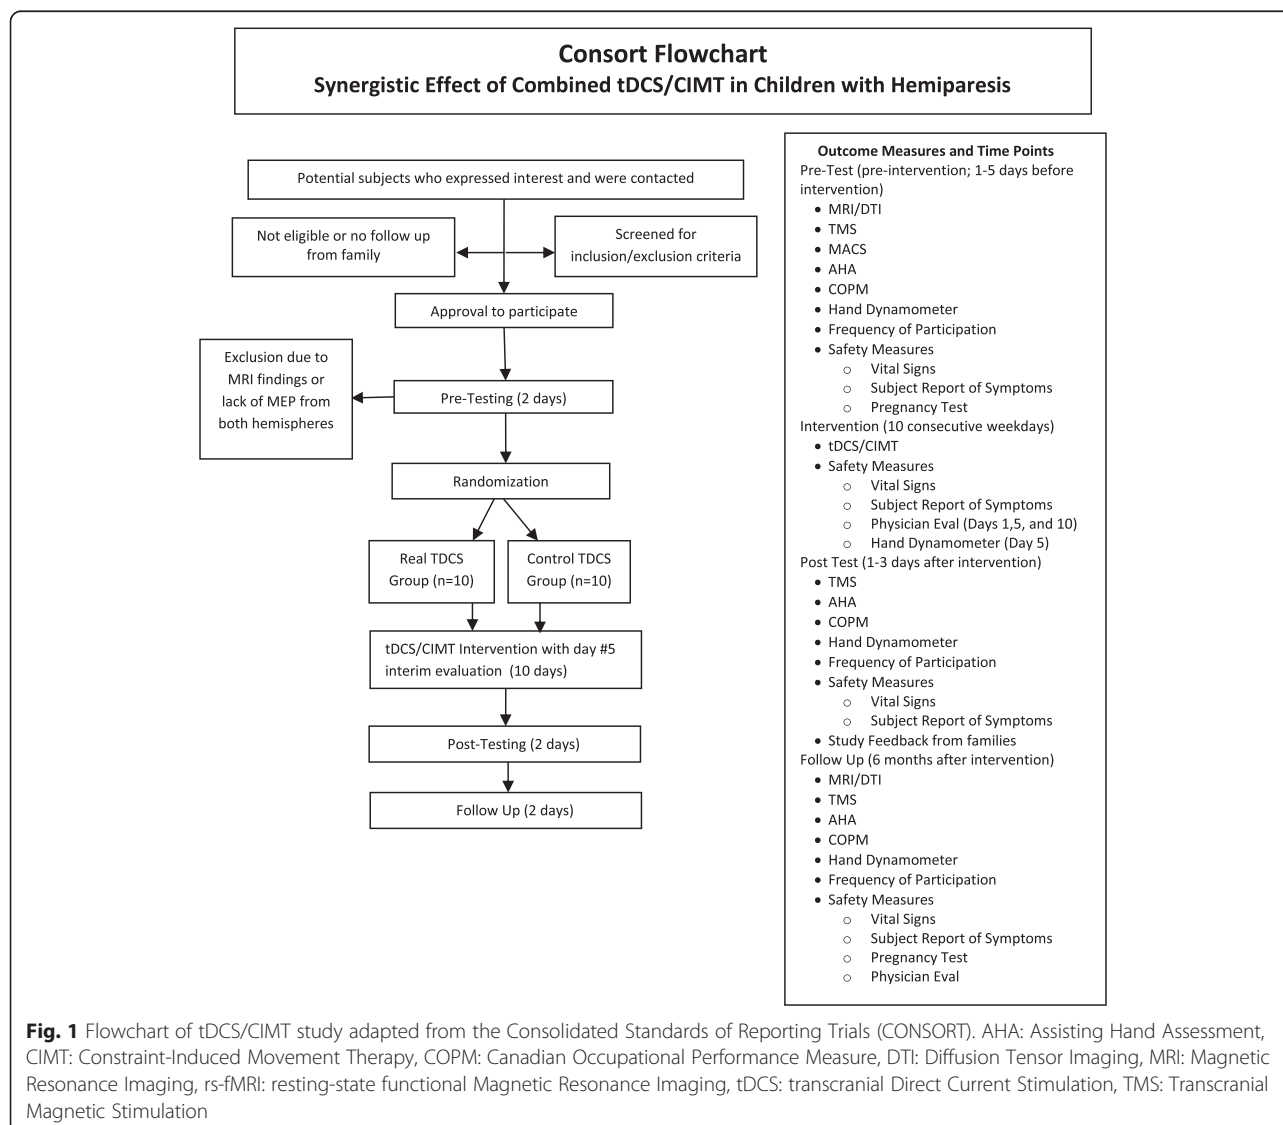 Consort Flowchart
Synergistic Effect of Combined tDCS/CIMT in Children with Hemiparesis
Potential subjects who expressed interest and were contacted
Not eligible or no follow up
from family
Screened for
inclusion/exclusion criteria
Approval to participate
Exclusion due to
MRI findings or
lack of MEP from
both hemispheres
Pre-Testing (2 days)
Randomization
Real TDCS
Group (n=10)
Control TDCS
Group (n=10)
tDCS/CIMT Intervention with day #5
interim evaluation (10 days)
Post-Testing (2 days)
Follow Up (2 days)
Outcome Measures and Time Points
Pre-Test (pre-intervention; 1-5 days before
intervention)
• MRI/DTI
• TMS
• MACS
• AHA
• COPM
• Hand Dynamometer
• Frequency of Participation
• Safety Measures
o Vital Signs
o Subject Report of Symptoms
o Pregnancy Test
Intervention (10 consecutive weekdays)
• tDCS/CIMT
• Safety Measures
o Vital Signs
o Subject Report of Symptoms
o Physician Eval (Days 1,5, and 10)
o Hand Dynamometer (Day 5)
Post Test (1-3 days after intervention)
• TMS
• AHA
• COPM
• Hand Dynamometer
• Frequency of Participation
• Safety Measures
o Vital Signs
o Subject Report of Symptoms
• Study Feedback from families
Follow Up (6 months after intervention)
• MRI/DTI
• TMS
• AHA
• COPM
• Hand Dynamometer
• Frequency of Participation
• Safety Measures
o Vital Signs
o Subject Report of Symptoms
o Pregnancy Test
o Physician Eval
Fig. 1 Flowchart of tDCS/CIMT study adapted from the Consolidated Standards of Reporting Trials (CONSORT). AHA: Assisting Hand Assessment,
CIMT: Constraint-Induced Movement Therapy, COPM: Canadian Occupational Performance Measure, DTI: Diffusion Tensor Imaging, MRI: Magnetic
Resonance Imaging, rs-fMRI: resting-state functional Magnetic Resonance Imaging, tDCS: transcranial Direct Current Stimulation, TMS: Transcranial
Magnetic Stimulation